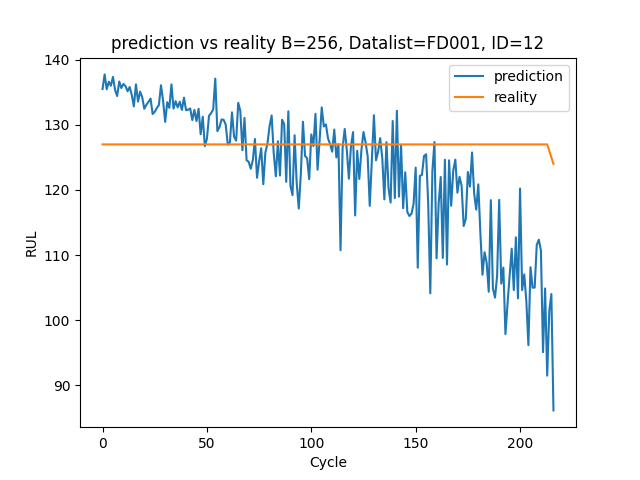 prediction vs reality B=256, Datalist=FD001, ID=12
140
130
120
110
100
90
RUL
prediction
reality
0
50
100
150
200
Cycle